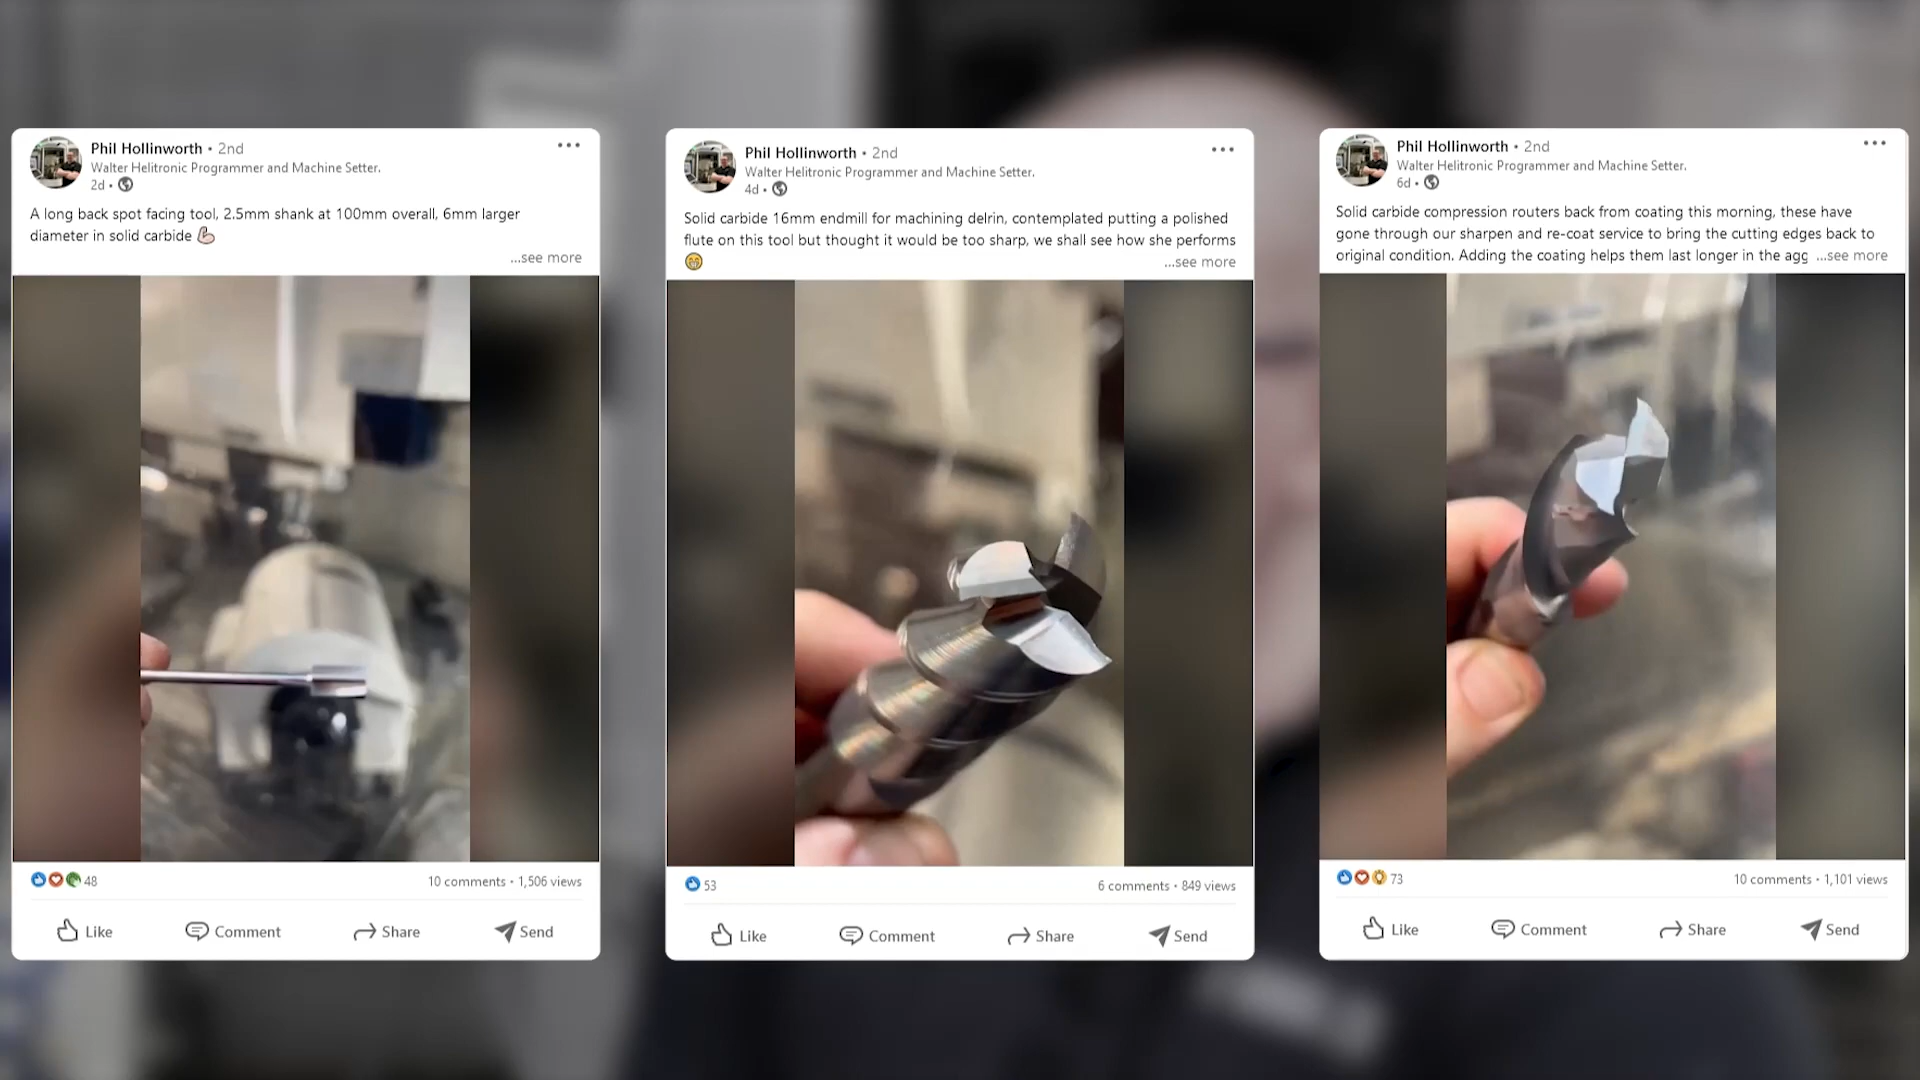 Phil Hollinworth • 2nd
Walter Helitronic Programmer and Machine Setter.
2d •
A long back spot facing tool, 2.5mm shank at 100mm overall, 6mm larger
diameter in solid carbide 💪
...see more
48
10 comments • 1,506 views
Like Comment Share Send
Phil Hollinworth • 2nd
Walter Helitronic Programmer and Machine Setter.
4d •
Solid carbide 16mm endmill for machining delrin, contemplated putting a polished
flute on this tool but thought it would be too sharp, we shall see how she performs
😁 ...see more
53
6 comments • 849 views
Like Comment Share Send
Phil Hollinworth • 2nd
Walter Helitronic Programmer and Machine Setter.
6d •
Solid carbide compression routers back from coating this morning, these have
gone through our sharpen and re-coat service to bring the cutting edges back to
original condition. Adding the coating helps them last longer in the agg ...see more
73
10 comments • 1,101 views
Like Comment Share Send